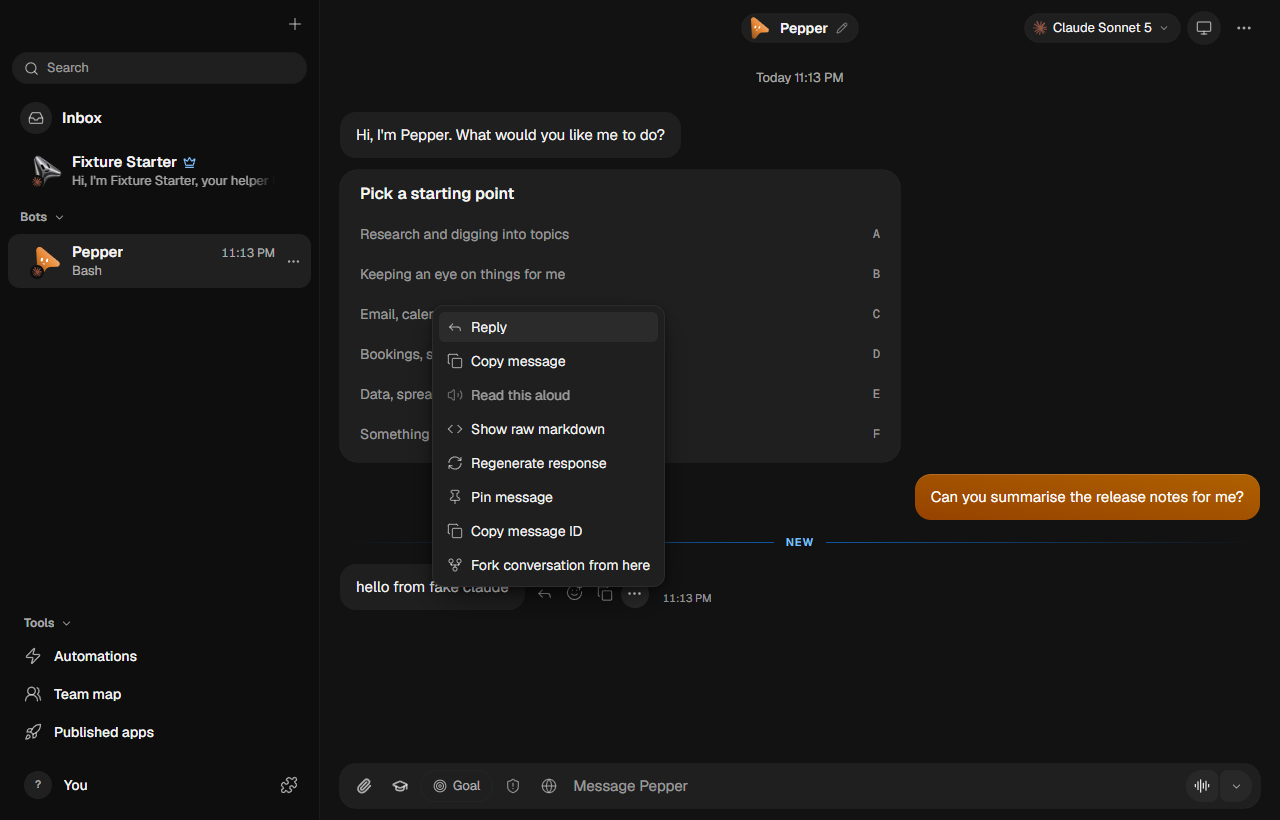 Search
Inbox
Fixture Starter
Hi, I'm Fixture Starter, your helper
Bots
Pepper
11:13 PM
Bash
Tools
Automations
Team map
Published apps
?
You
Pepper
Claude Sonnet 5
Today 11:13 PM
Hi, I'm Pepper. What would you like me to do?
Pick a starting point
Research and digging into topics A
Keeping an eye on things for me B
Email, C
Bookings, D
Data, E
Something F
Reply
Copy message
Read this aloud
Show raw markdown
Regenerate response
Pin message
Copy message ID
Fork conversation from here
Can you summarise the release notes for me?
NEW
hello from fake claude
11:13 PM
Goal
Message Pepper